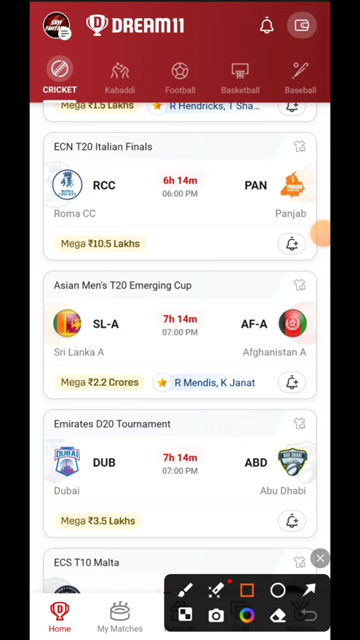 DREAM11
CRICKET
Kabaddi
Football
Basketball
Baseball
Mega ₹1.5 Lakhs
R Hendricks, T Sha...
ECN T20 Italian Finals
RCC
6h 14m
06:00 PM
PAN
Roma CC
Panjab
Mega ₹10.5 Lakhs
Asian Men's T20 Emerging Cup
SL-A
7h 14m
07:00 PM
AF-A
Sri Lanka A
Afghanistan A
Mega ₹2.2 Crores
R Mendis, K Janat
Emirates D20 Tournament
DUB
7h 14m
07:00 PM
ABD
Dubai
Abu Dhabi
Mega ₹3.5 Lakhs
ECS T10 Malta
Home
My Matches